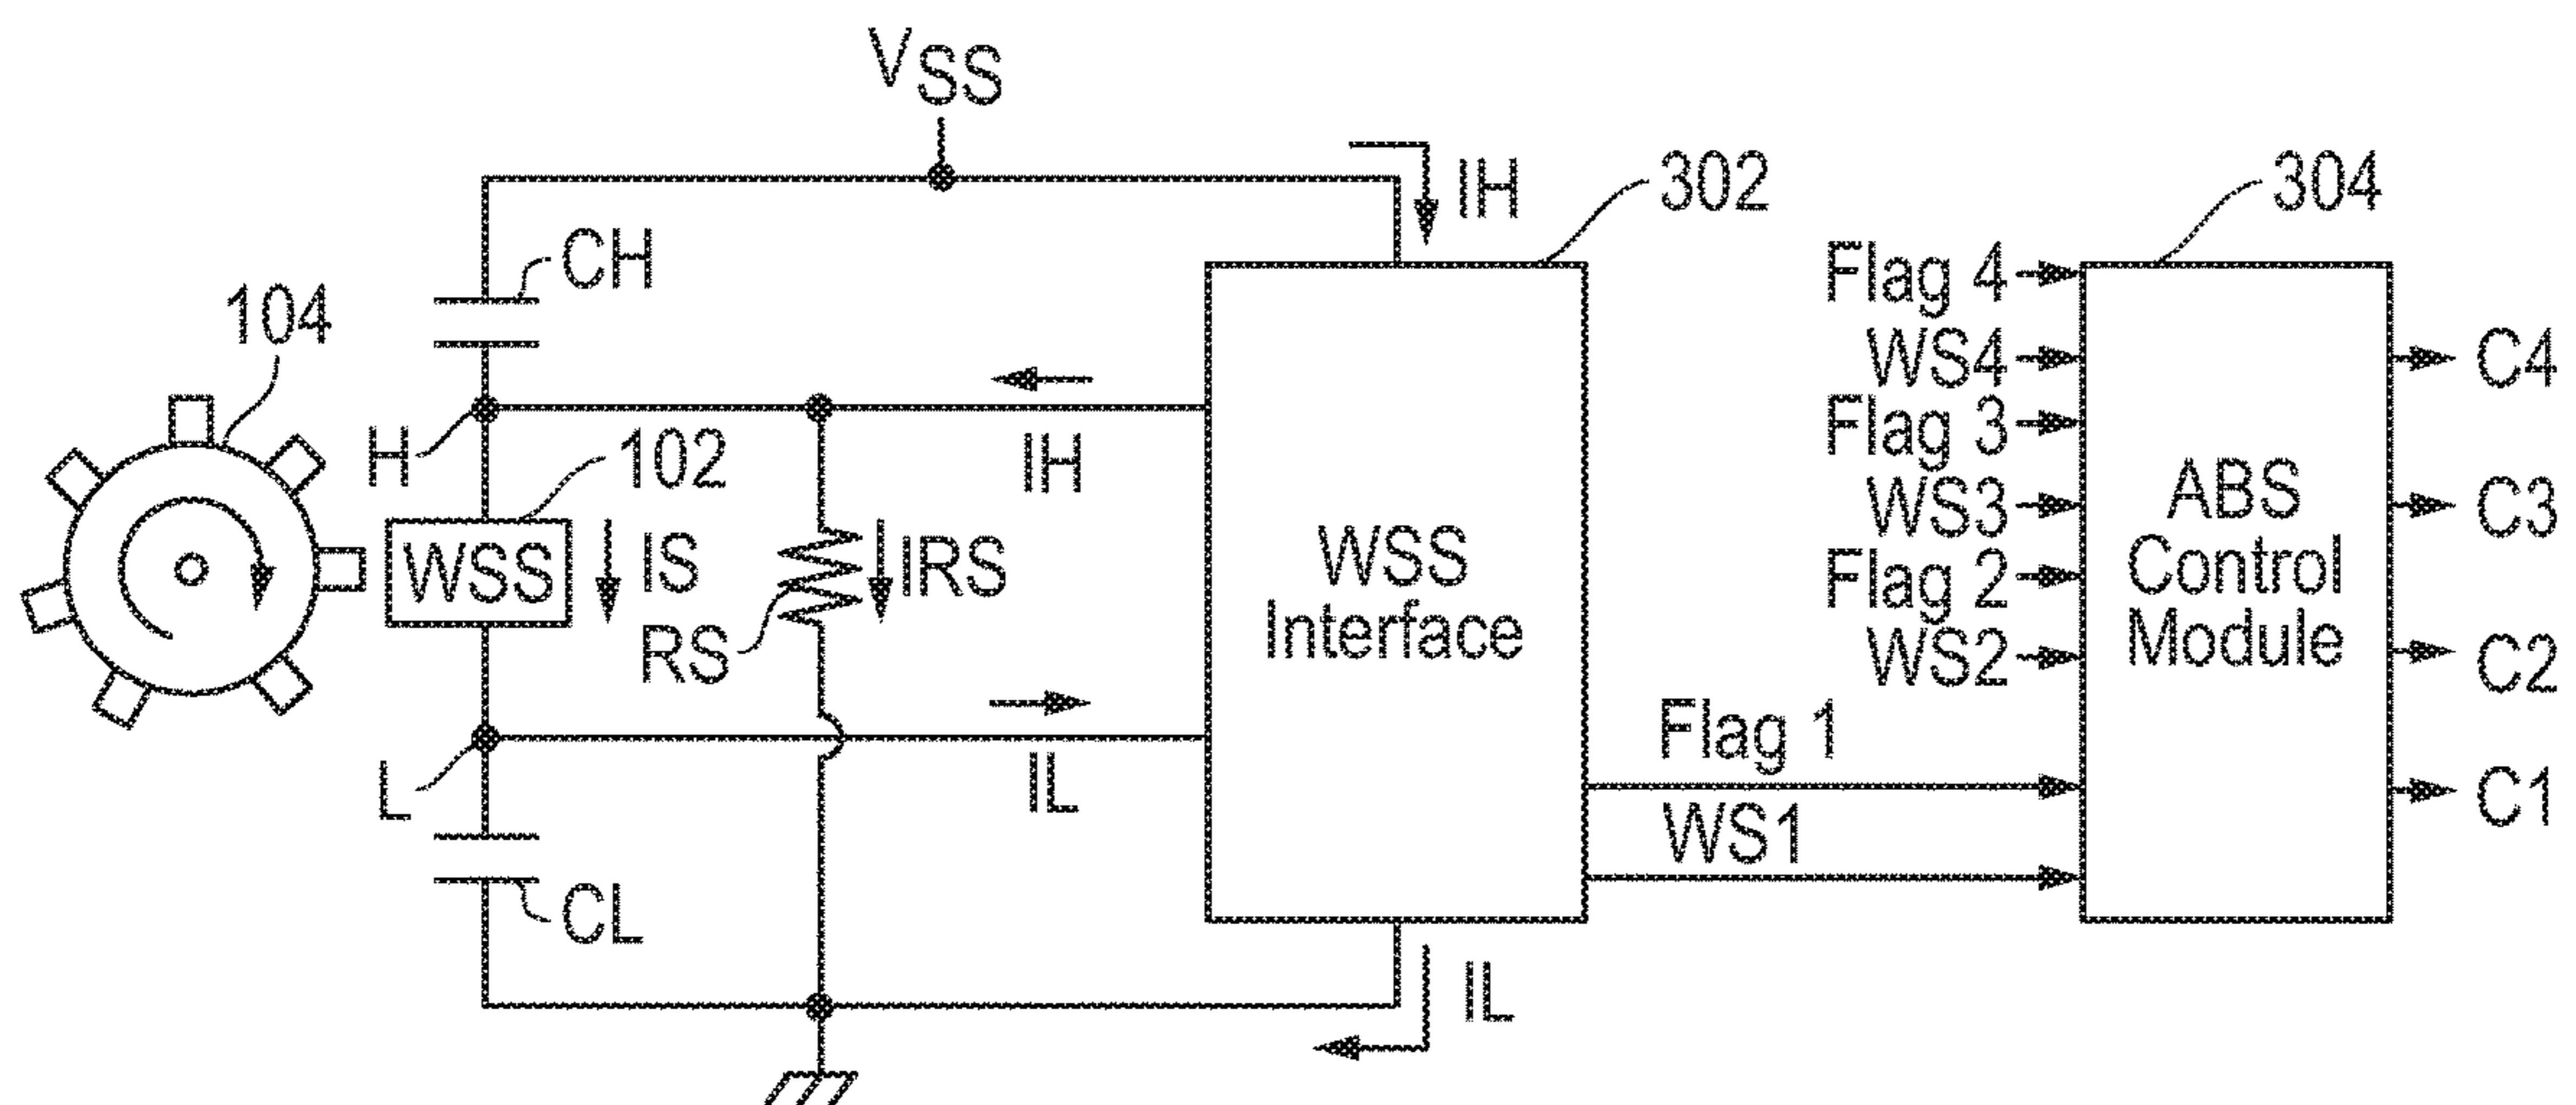 VSS
IH
302
304
CH
104
Flag 4
WS4
Flag 3
WS3
Flag 2
WS2
C4
C3
C2
C1
H
102
IH
WSS
IS
IRS
RS
WSS
Interface
ABS
Control
Module
L
IL
Flag 1
WS1
CL
IL